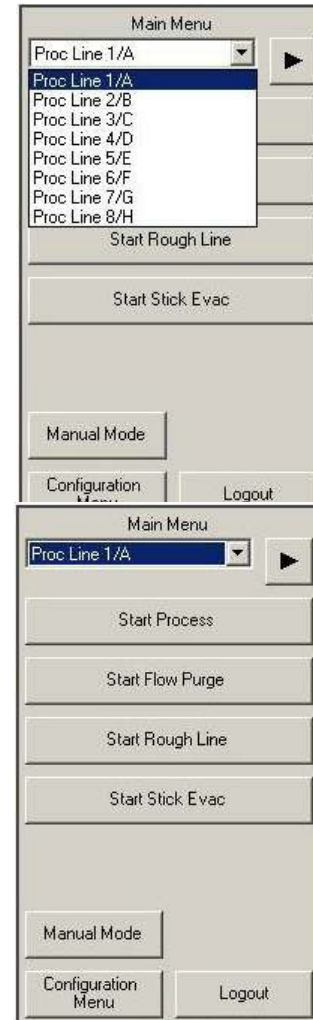 Main Menu
Proc Line 1/A
Proc Line 1/A
Proc Line 2/B
Proc Line 3/C
Proc Line 4/D
Proc Line 5/E
Proc Line 6/F
Proc Line 7/G
Proc Line 8/H
Start Rough Line
Start Stick Evac
Manual Mode
Configuration
Menu
Logout
Main Menu
Proc Line 1/A
Start Process
Start Flow Purge
Start Rough Line
Start Stick Evac
Manual Mode
Configuration
Menu
Logout